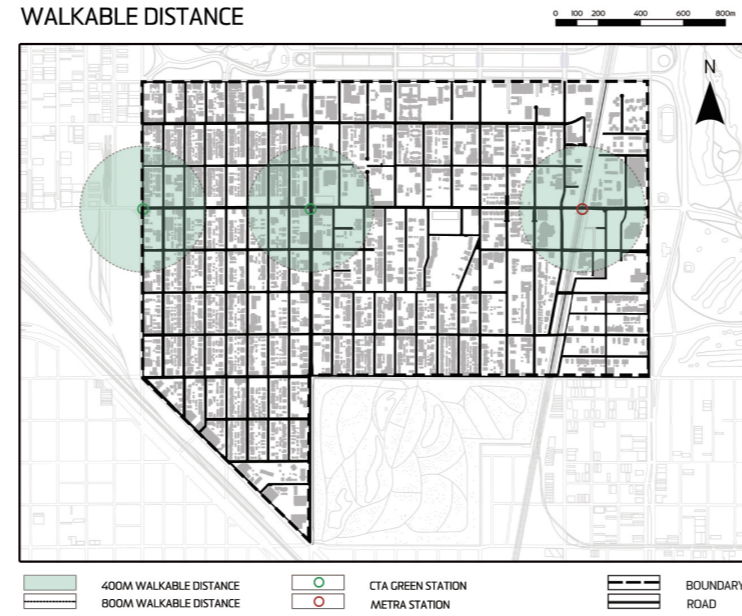 WALKABLE DISTANCE
0 100 200 400 600 800m
N
400M WALKABLE DISTANCE
CTA GREEN STATION
BOUNDARY
800M WALKABLE DISTANCE
METRA STATION
ROAD